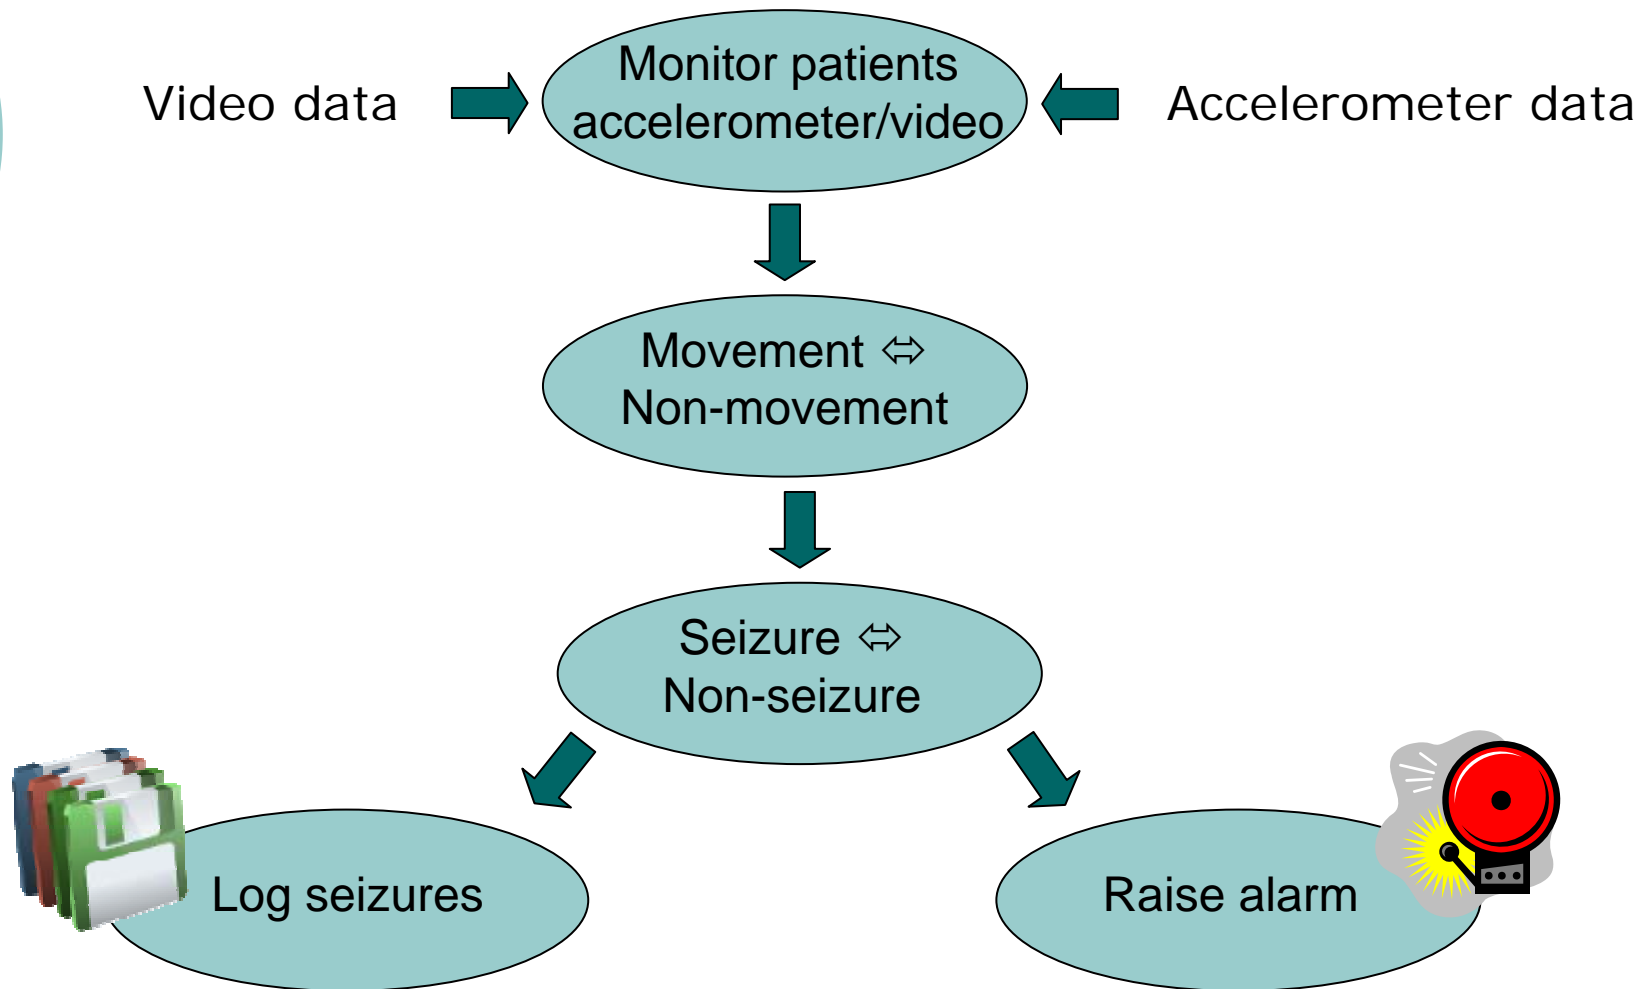 Monitor patients
accelerometer/video
Video data
Accelerometer data
Movement ⬄
Non-movement
Seizure ⬄
Non-seizure
Log seizures
Raise alarm